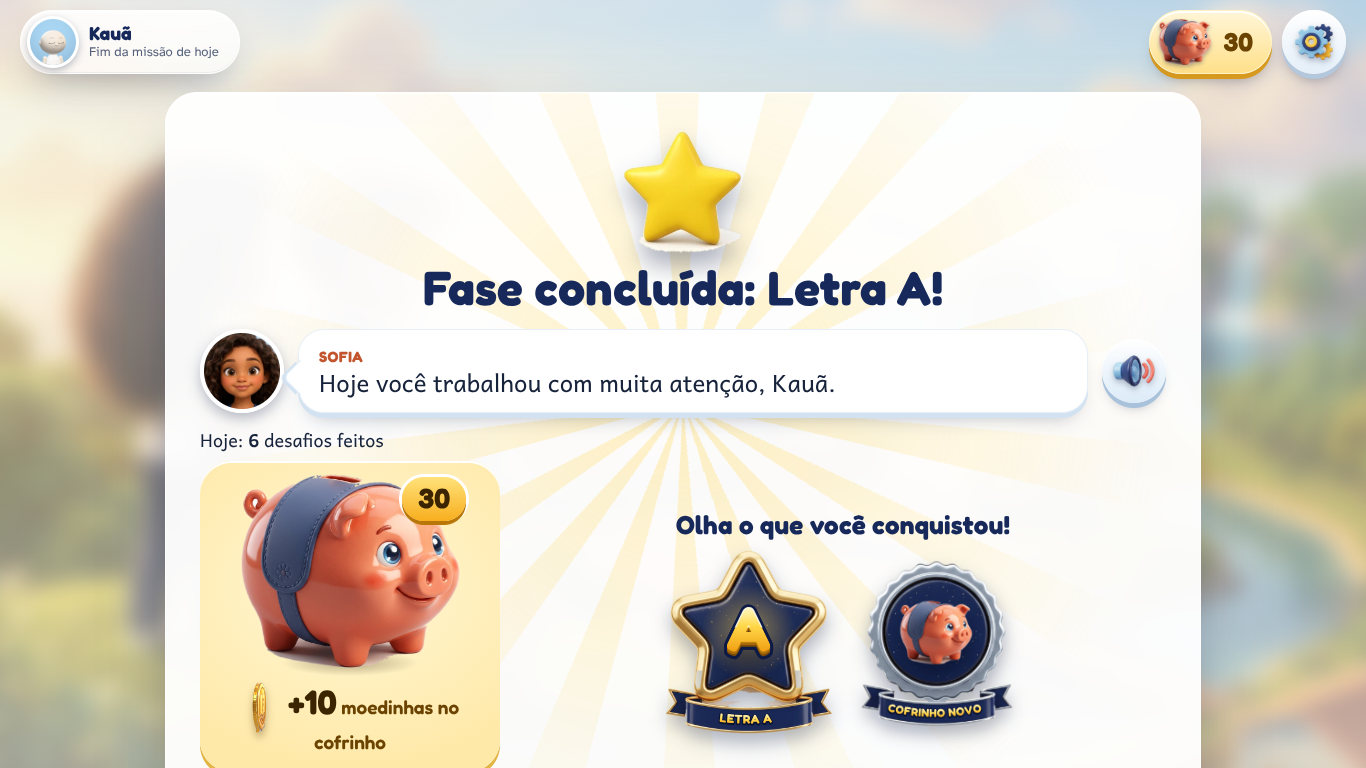 Kauã
Fim da missão de hoje
30
Fase concluída: Letra A!
SOFIA
Hoje você trabalhou com muita atenção, Kauã.
Hoje: 6 desafios feitos
30
+10 moedinhas no
cofrinho
Olha o que você conquistou!
A
LETRA A
COFRINHO NOVO